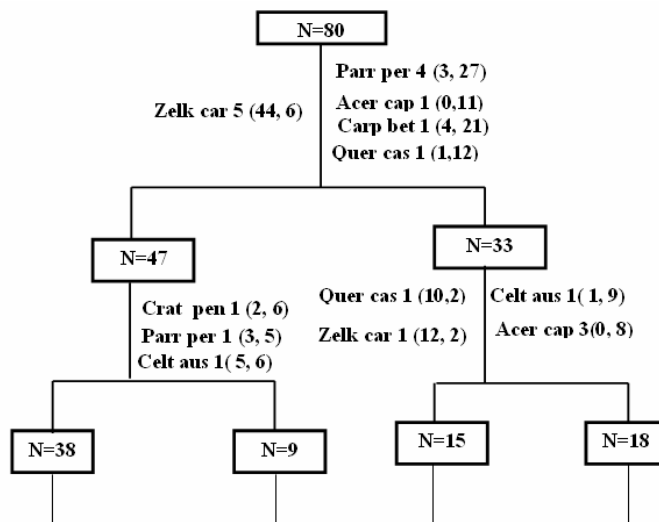 N=80
Parr per 4 (3, 27)
Zelk car 5 (44, 6)
Acer cap 1 (0,11)
Carp bet 1 (4, 21)
Quer cas 1 (1,12)
N=47
N=33
Crat pen 1 (2, 6)
Parr per 1 (3, 5)
Celt aus 1( 5, 6)
Quer cas 1 (10,2)
Zelk car 1 (12, 2)
Celt aus 1( 1, 9)
Acer cap 3(0, 8)
N=38
N=9
N=15
N=18